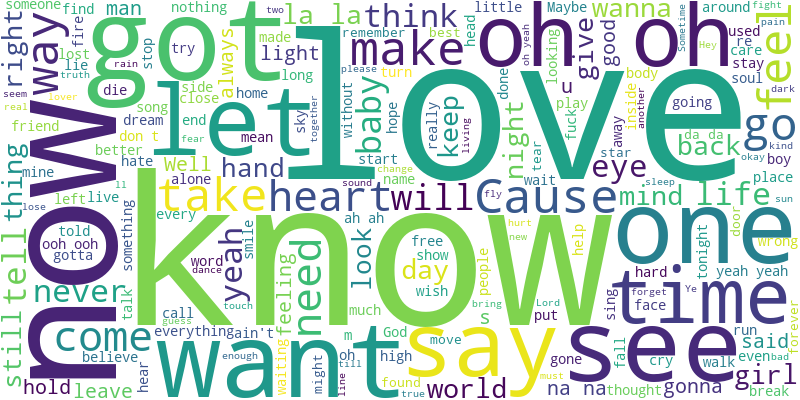 someone
find
man
nothing
la la
think
little
Maybe
wanna
around
fight
pain
two
best
head
oh yeah
Sometime
Hey
used
re
care
stay
soul
dark
fire
lost
lie
stop
try
made
remember
light
always
got
oh oh
make
give
u
good
looking
feel
right
way
die
song
side
close
long
home
without
please
turn
done
body
inside
another
going
truth
rain
seem
real
lover
friend
dream
end
fear
mean
sky
together
hope
baby
really
keep
living
play
fuck
night
tear
away
star
da da
back
go
kind
okay
boy
now
let
love
don t
better
hate
mine
Well
hand
alone
start
name
change
sound
fly
wait
eye
mind
life
sleep
place
sun
thing
left
live
ll
lose
told
ooh ooh
gotta
something
every
take
heart
will
Cause
one
know
word
dance
yeah
smile
ah ah
free
show
day
wish
look
people
hurt
new
help
door
tonight
wrong
yeah yeah
still
tell
never
talk
call
touch
guess
need
feeling
much
m
God
say
s
bring
Lord
put
sing
hard
forget
face
Ye
time
forever
come
believe
everything
ain't
waiting
might
oh
till
line
high
found
true
move
gone
must
see
fall
cry
walk
run
even
bad
said
girl
hold
leave
hear
want
enough
world
na na
thought
gonna
break